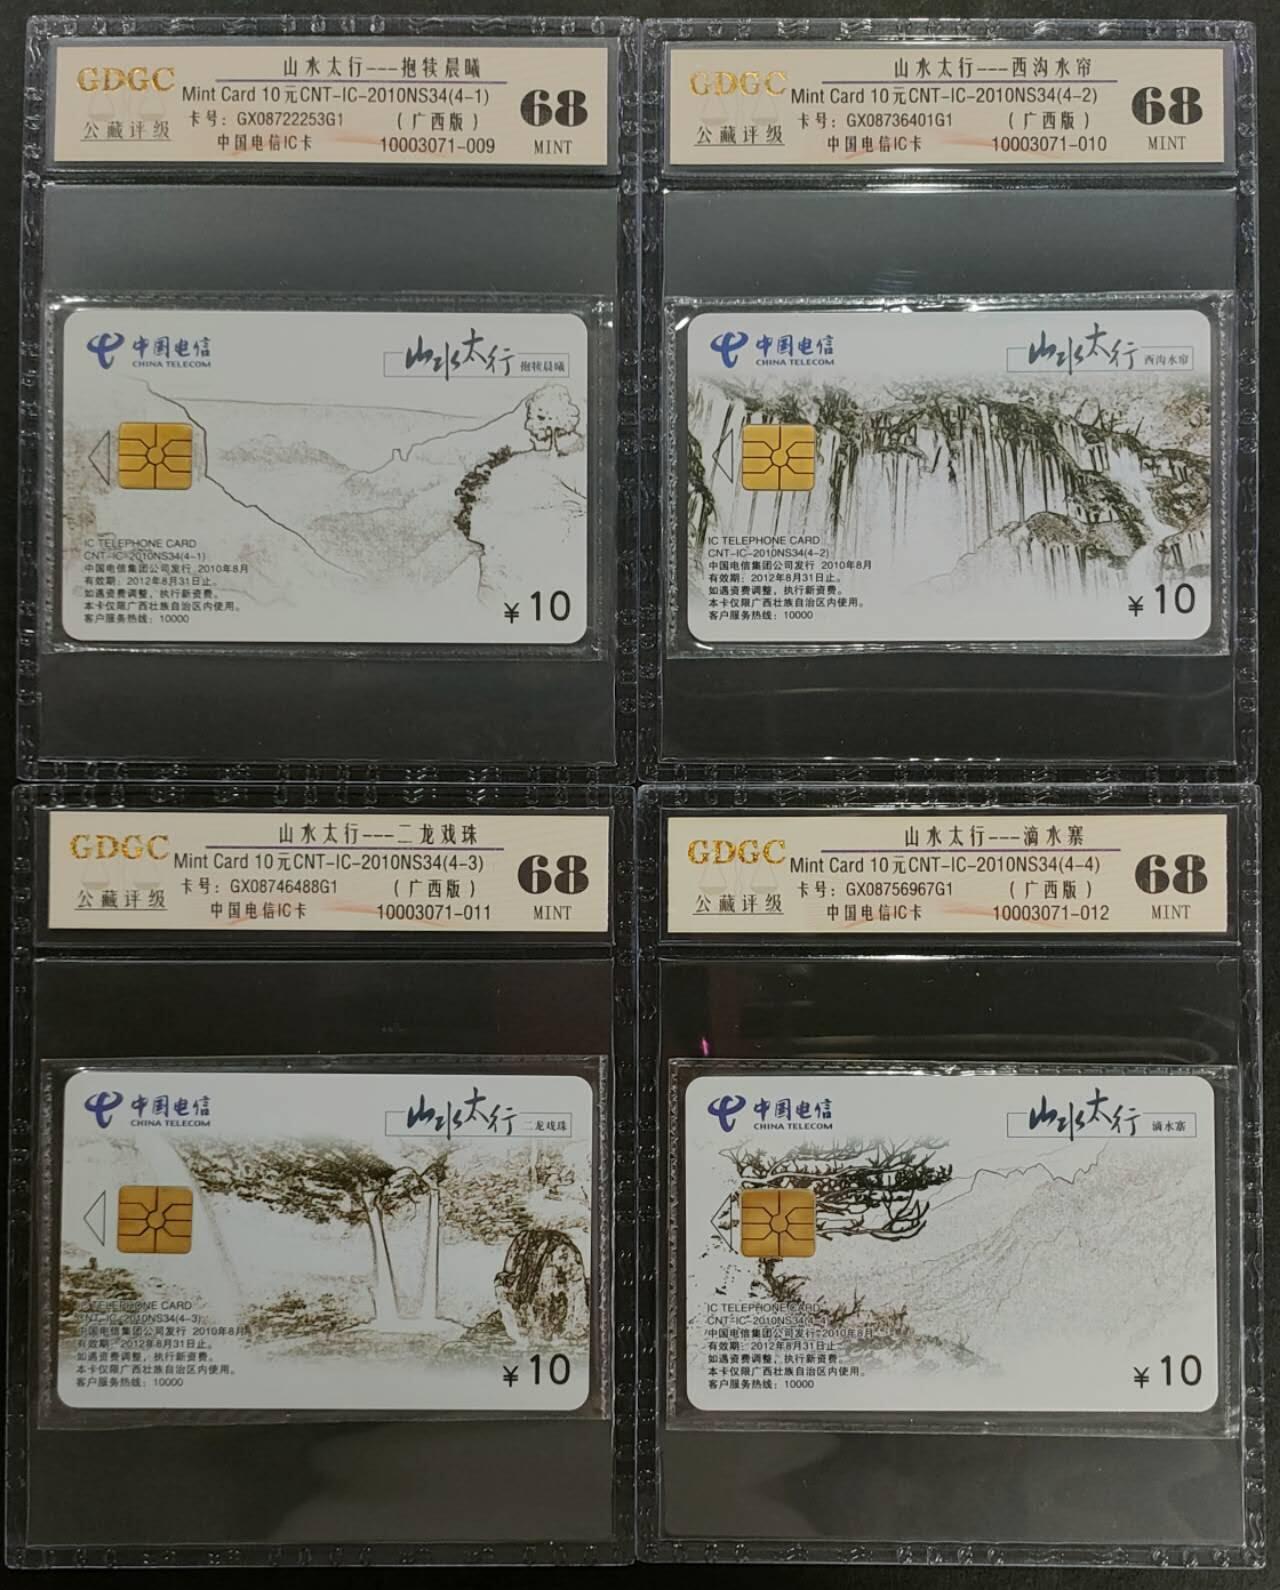 GDGC
公藏评级
山水太行---抱犊晨曦
Mint Card 10元CNT-IC-2010NS34(4-1)
卡号：GX08722253G1 （广西版）
中国电信IC卡 10003071-009
68
MINT
中国电信
CHINA TELECOM
山水太行 抱犊晨曦
IC TELEPHONE CARD
CNT-IC-2010NS34(4-1)
中国电信集团公司发行 2010年8月
有效期：2012年8月31日止。
如遇资费调整，执行新资费。
本卡仅限广西壮族自治区内使用。
客户服务热线：10000
¥10
GDGC
公藏评级
山水太行---西沟水帘
Mint Card 10元CNT-IC-2010NS34(4-2)
卡号：GX08736401G1 （广西版）
中国电信IC卡 10003071-010
68
MINT
中国电信
CHINA TELECOM
山水太行 西沟水帘
IC TELEPHONE CARD
CNT-IC-2010NS34(4-2)
中国电信集团公司发行 2010年8月
有效期：2012年8月31日止。
如遇资费调整，执行新资费。
本卡仅限广西壮族自治区内使用。
客户服务热线：10000
¥10
GDGC
公藏评级
山水太行---二龙戏珠
Mint Card 10元CNT-IC-2010NS34(4-3)
卡号：GX08746488G1 （广西版）
中国电信IC卡 10003071-011
68
MINT
中国电信
CHINA TELECOM
山水太行 二龙戏珠
IC TELEPHONE CARD
CNT-IC-2010NS34(4-3)
中国电信集团公司发行 2010年8月
有效期：2012年8月31日止。
如遇资费调整，执行新资费。
本卡仅限广西壮族自治区内使用。
客户服务热线：10000
¥10
GDGC
公藏评级
山水太行---滴水寨
Mint Card 10元CNT-IC-2010NS34(4-4)
卡号：GX08756967G1 （广西版）
中国电信IC卡 10003071-012
68
MINT
中国电信
CHINA TELECOM
山水太行 滴水寨
IC TELEPHONE CARD
CNT-IC-2010NS34(4-4)
中国电信集团公司发行 2010年8月
有效期：2012年8月31日止。
如遇资费调整，执行新资费。
本卡仅限广西壮族自治区内使用。
客户服务热线：10000
¥10